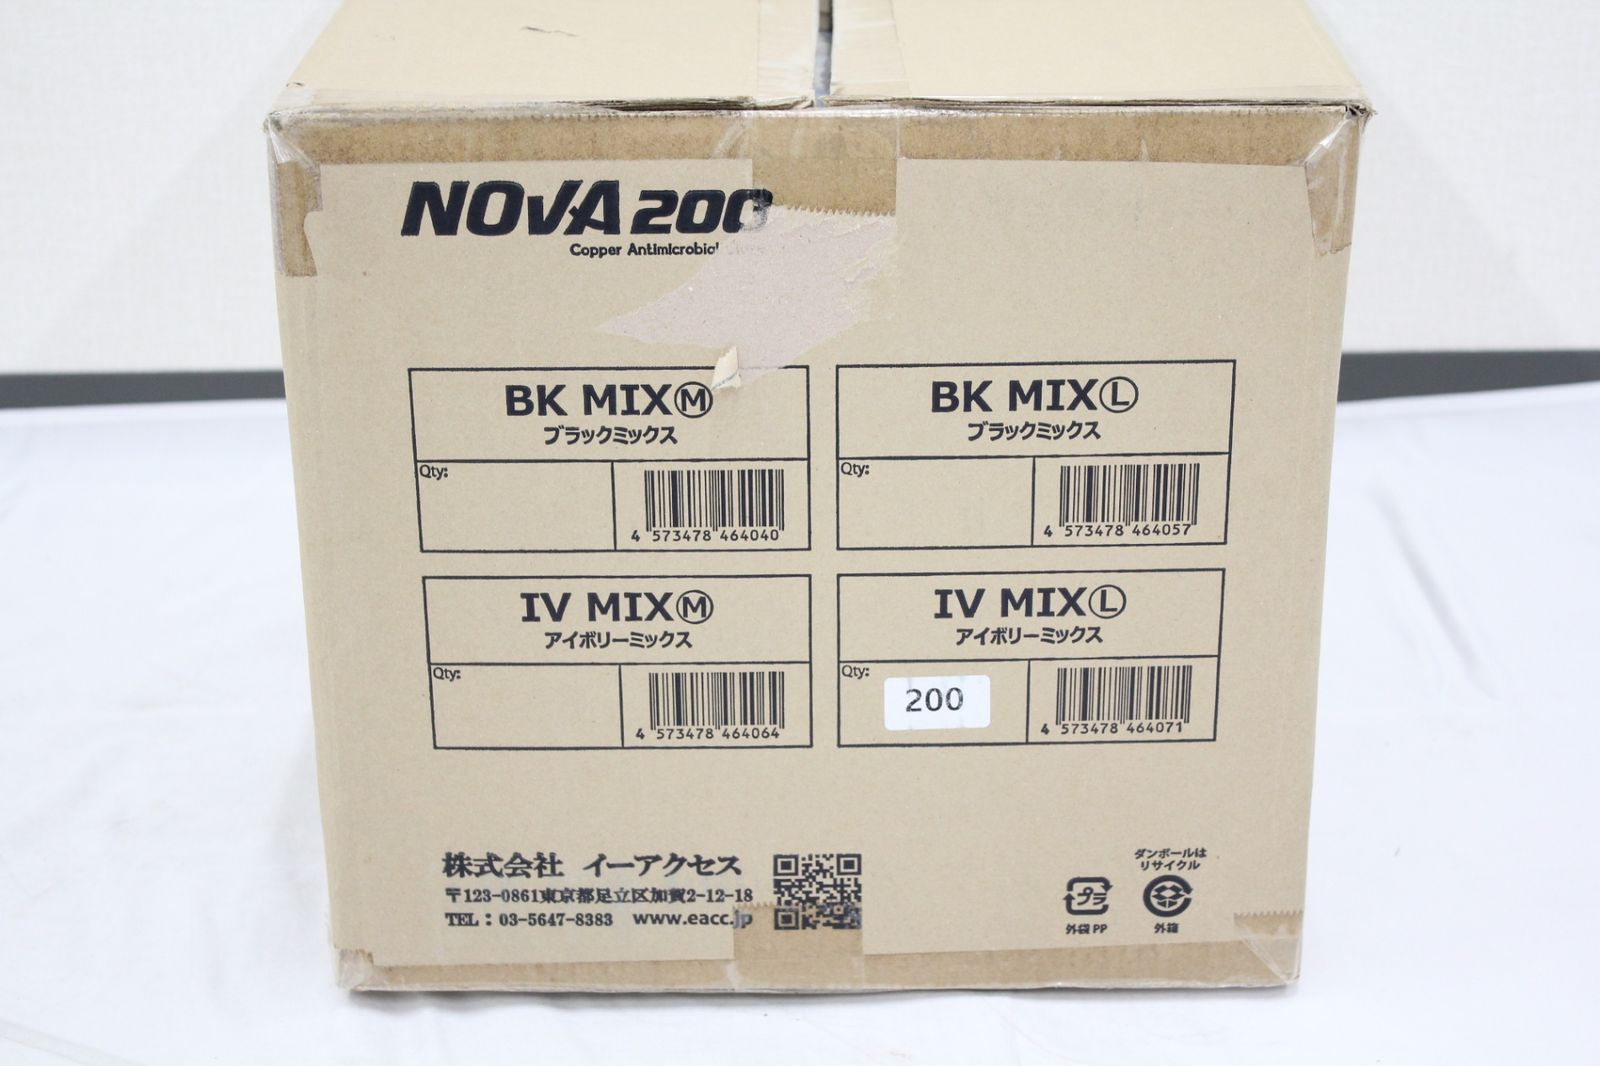 NOVA 200
Copper Antimicrobial
BK MIXⓂ
ブラックミックス
Qty:
4 573478 464040
BK MIXⓁ
ブラックミックス
Qty:
4 573478 464057
IV MIXⓂ
アイボリーミックス
Qty:
4 573478 464064
IV MIXⓁ
アイボリーミックス
Qty:
200
4 573478 464071
株式会社 イーアクセス
〒123-0861東京都足立区加賀2-12-18
TEL：03-5647-8383 www.eacc.jp
ダンボールは
リサイクル
プラ
外袋 PP
外箱